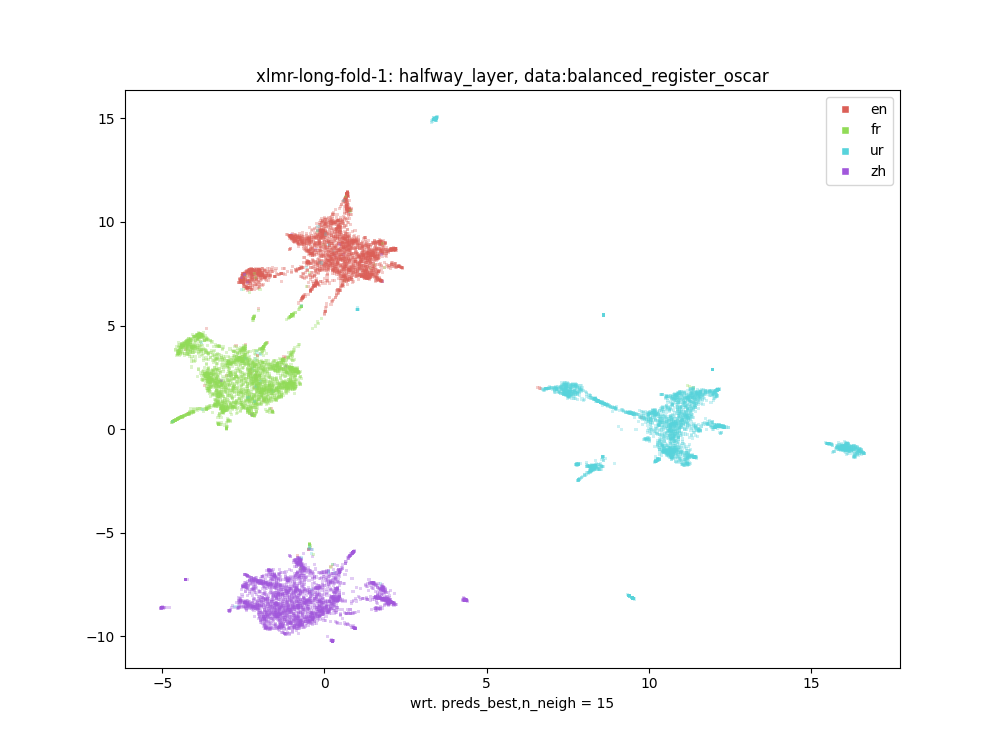 xlmr-long-fold-1: halfway_layer, data:balanced_register_oscar
en
fr
ur
zh
15
10
5
0
−5
−10
−5
0
5
10
15
wrt. preds_best,n_neigh = 15